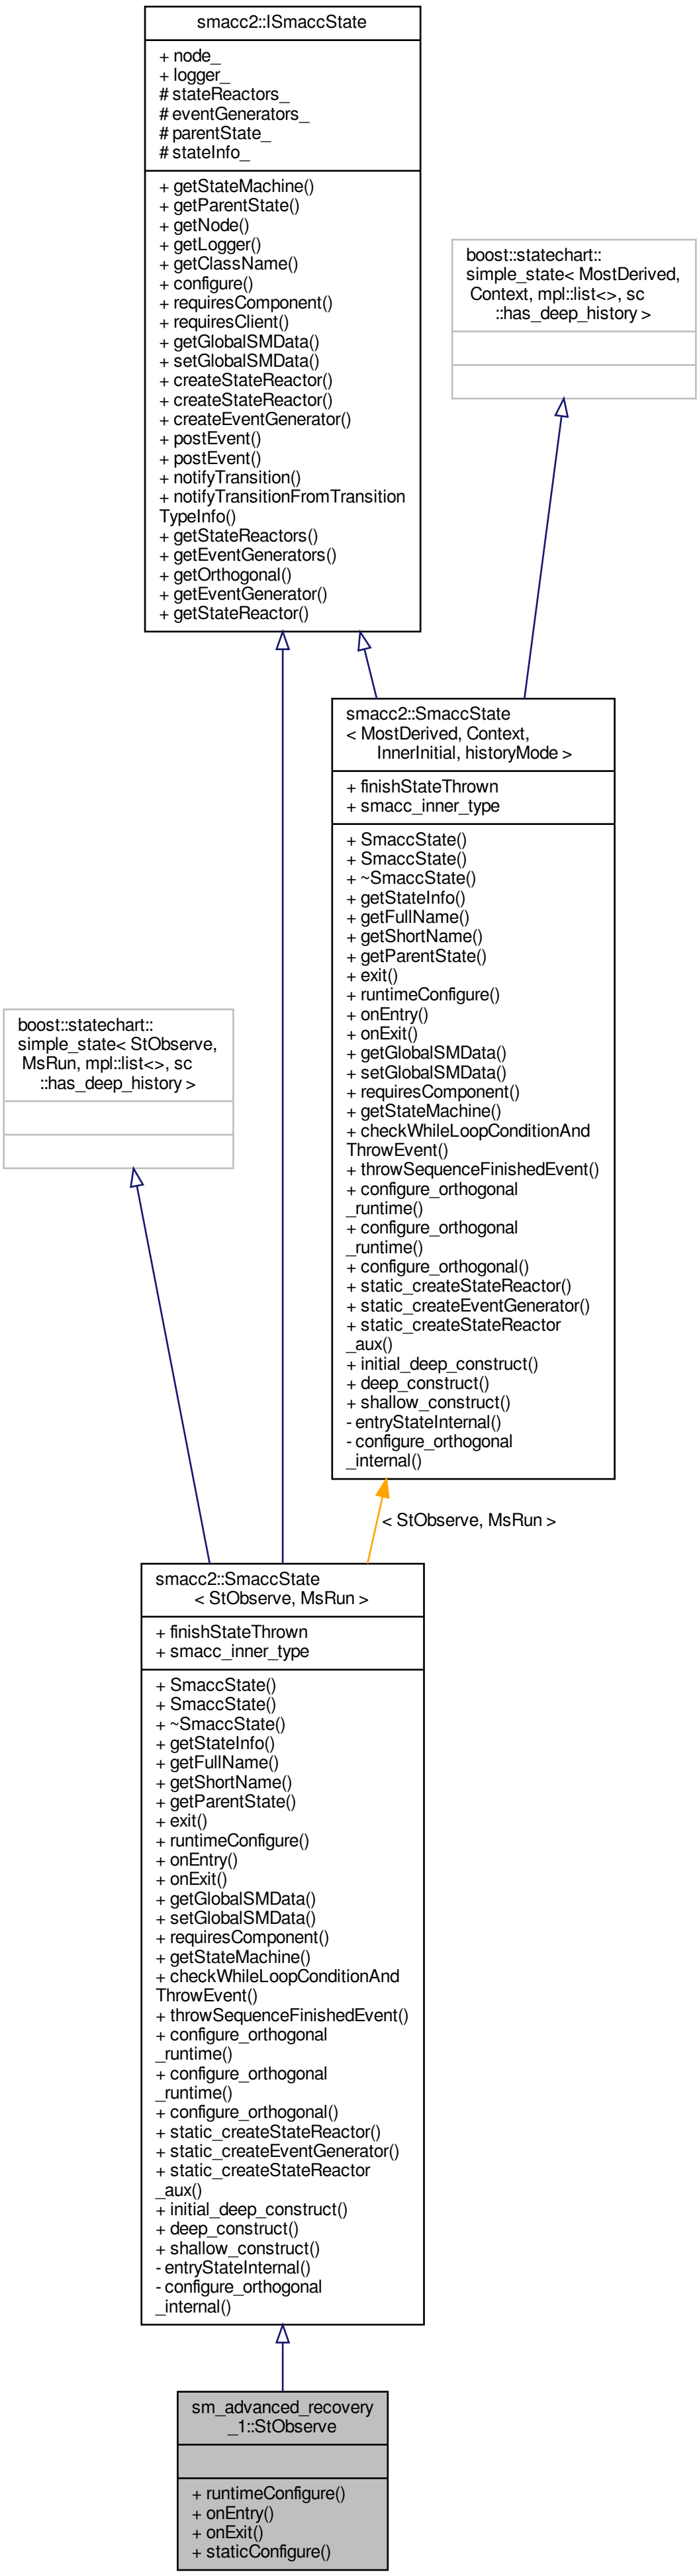 smacc2::ISmaccState
+ node_
+ logger_
# stateReactors_
# eventGenerators_
# parentState_
# stateInfo_
+ getStateMachine()
+ getParentState()
+ getNode()
+ getLogger()
+ getClassName()
+ configure()
+ requiresComponent()
+ requiresClient()
+ getGlobalSMData()
+ setGlobalSMData()
+ createStateReactor()
+ createStateReactor()
+ createEventGenerator()
+ postEvent()
+ postEvent()
+ notifyTransition()
+ notifyTransitionFromTransition
TypeInfo()
+ getStateReactors()
+ getEventGenerators()
+ getOrthogonal()
+ getEventGenerator()
+ getStateReactor()
boost::statechart::
simple_state< MostDerived,
Context, mpl::list<>, sc
::has_deep_history >
smacc2::SmaccState
< MostDerived, Context,
InnerInitial, historyMode >
+ finishStateThrown
+ smacc_inner_type
+ SmaccState()
+ SmaccState()
+ ~SmaccState()
+ getStateInfo()
+ getFullName()
+ getShortName()
+ getParentState()
+ exit()
+ runtimeConfigure()
+ onEntry()
+ onExit()
+ getGlobalSMData()
+ setGlobalSMData()
+ requiresComponent()
+ getStateMachine()
+ checkWhileLoopConditionAnd
ThrowEvent()
+ throwSequenceFinishedEvent()
+ configure_orthogonal
_runtime()
+ configure_orthogonal
_runtime()
+ configure_orthogonal()
+ static_createStateReactor()
+ static_createEventGenerator()
+ static_createStateReactor
_aux()
+ initial_deep_construct()
+ deep_construct()
+ shallow_construct()
- entryStateInternal()
- configure_orthogonal
_internal()
boost::statechart::
simple_state< StObserve,
MsRun, mpl::list<>, sc
::has_deep_history >
< StObserve, MsRun >
smacc2::SmaccState
< StObserve, MsRun >
+ finishStateThrown
+ smacc_inner_type
+ SmaccState()
+ SmaccState()
+ ~SmaccState()
+ getStateInfo()
+ getFullName()
+ getShortName()
+ getParentState()
+ exit()
+ runtimeConfigure()
+ onEntry()
+ onExit()
+ getGlobalSMData()
+ setGlobalSMData()
+ requiresComponent()
+ getStateMachine()
+ checkWhileLoopConditionAnd
ThrowEvent()
+ throwSequenceFinishedEvent()
+ configure_orthogonal
_runtime()
+ configure_orthogonal
_runtime()
+ configure_orthogonal()
+ static_createStateReactor()
+ static_createEventGenerator()
+ static_createStateReactor
_aux()
+ initial_deep_construct()
+ deep_construct()
+ shallow_construct()
- entryStateInternal()
- configure_orthogonal
_internal()
sm_advanced_recovery
_1::StObserve
+ runtimeConfigure()
+ onEntry()
+ onExit()
+ staticConfigure()